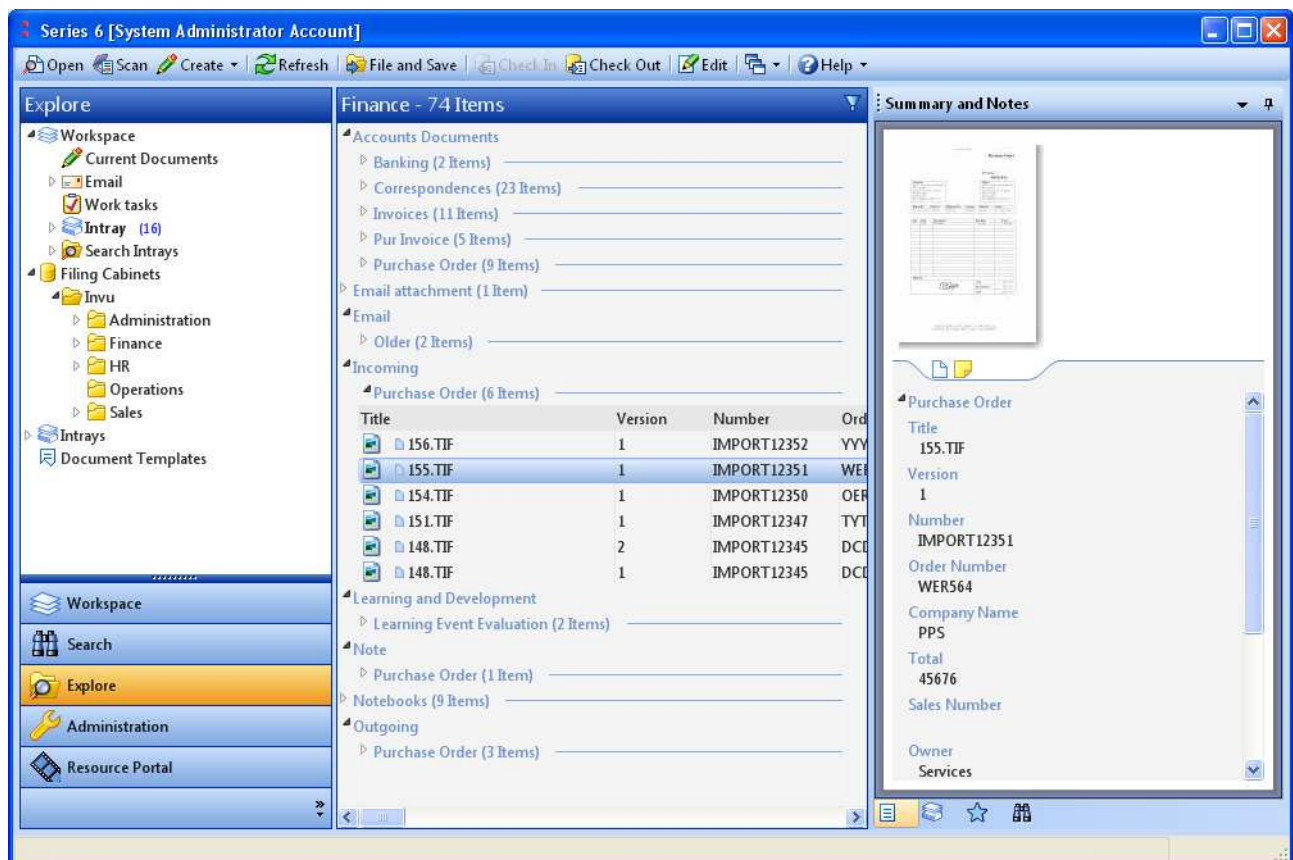 Series 6 [System Administrator Account]
Open Scan Create Refresh File and Save Check In Check Out Edit Help
Explore
Workspace
Current Documents
Email
Work tasks
Intray (16)
Search Intrays
Filing Cabinets
Invu
Administration
Finance
HR
Operations
Sales
Intrays
Document Templates
Workspace
Search
Explore
Administration
Resource Portal
Finance - 74 Items
Accounts Documents
Banking (2 Items)
Correspondences (23 Items)
Invoices (11 Items)
Pur Invoice (5 Items)
Purchase Order (9 Items)
Email attachment (1 Item)
Email
Older (2 Items)
Incoming
Purchase Order (6 Items)
Title Version Number Ord
156.TIF 1 IMPORT12352 YYY
155.TIF 1 IMPORT12351 WER
154.TIF 1 IMPORT12350 OER
151.TIF 1 IMPORT12347 TYT
148.TIF 2 IMPORT12345 DCD
148.TIF 1 IMPORT12345 DCD
Learning and Development
Learning Event Evaluation (2 Items)
Note
Purchase Order (1 Item)
Notebooks (9 Items)
Outgoing
Purchase Order (3 Items)
Summary and Notes
Purchase Order
Title
155.TIF
Version
1
Number
IMPORT12351
Order Number
WER564
Company Name
PPS
Total
45676
Sales Number
Owner
Services